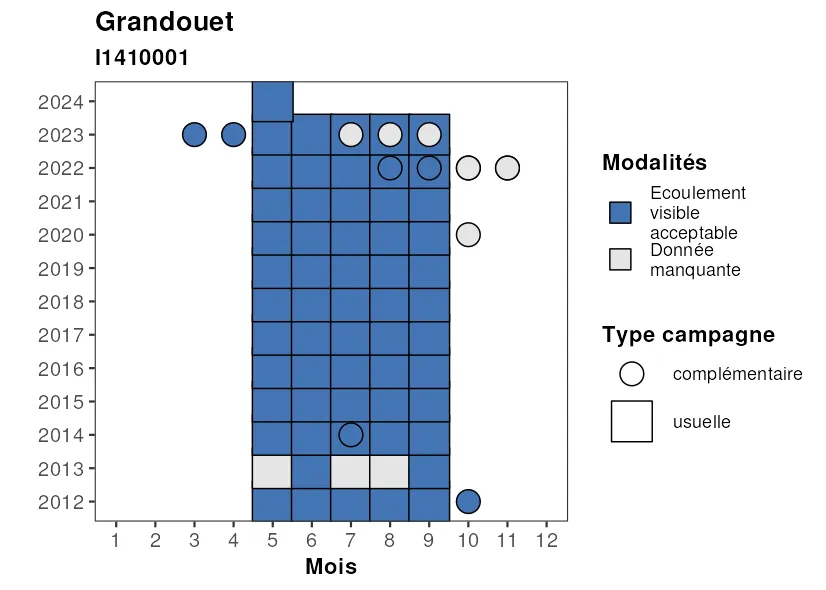 Grandouet
I1410001
2024
2023
2022
2021
2020
2019
2018
2017
2016
2015
2014
2013
2012
1 2 3 4 5 6 7 8 9 10 11 12
Mois
Modalités
Ecoulement
visible
acceptable
Donnée
manquante
Type campagne
complémentaire
usuelle